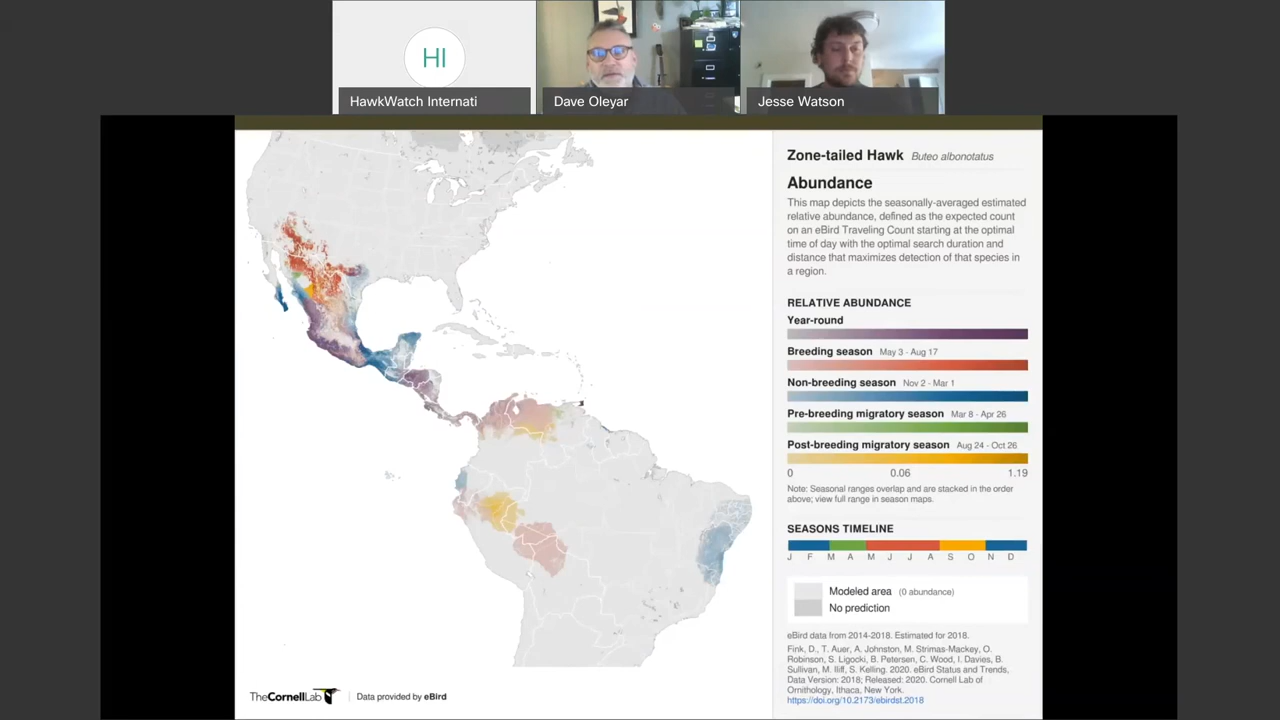 HI
HawkWatch Internati
Dave Oleyar
Jesse Watson
Zone-tailed Hawk Buteo albonotatus
Abundance
This map depicts the seasonally-averaged estimated
relative abundance, defined as the expected count
on an eBird Traveling Count starting at the optimal
time of day with the optimal search duration and
distance that maximizes detection of that species in
a region.
RELATIVE ABUNDANCE
Year-round
Breeding season May 3 - Aug 17
Non-breeding season Nov 2 - Mar 1
Pre-breeding migratory season Mar 8 - Apr 26
Post-breeding migratory season Aug 24 - Oct 26
0 0.06 1.19
Note: Seasonal ranges overlap and are stacked in the order
above; view full range in season maps.
SEASONS TIMELINE
J F M A M J J A S O N D
Modeled area (0 abundance)
No prediction
eBird data from 2014-2018. Estimated for 2018.
Fink, D., T. Auer, A. Johnston, M. Strimas-Mackey, O.
Robinson, S. Ligocki, B. Petersen, C. Wood, I. Davies, B.
Sullivan, M. Iliff, S. Kelling. 2020. eBird Status and Trends,
Data Version: 2018; Released: 2020. Cornell Lab of
Ornithology, Ithaca, New York.
https://doi.org/10.2173/ebirdst.2018
TheCornellLab Data provided by eBird